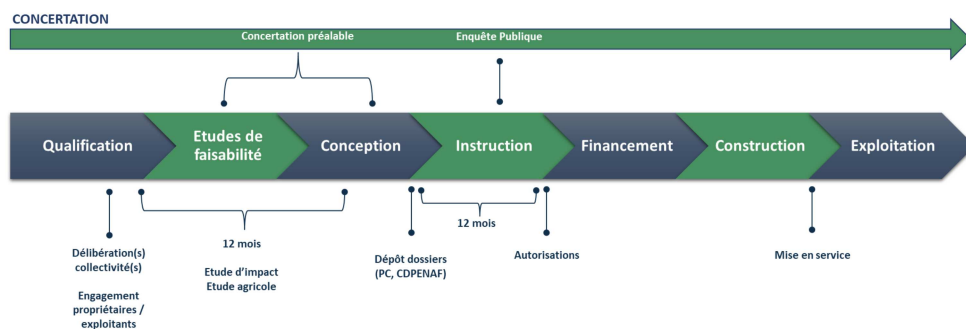 CONCERTATION
Concertation préalable
Enquête Publique
Qualification
Etudes de
faisabilité
Conception
Instruction
Financement
Construction
Exploitation
Délibération(s)
collectivité(s)
Engagement
propriétaires /
exploitants
12 mois
Etude d'impact
Etude agricole
Dépôt dossiers
(PC, CDPENAF)
12 mois
Autorisations
Mise en service